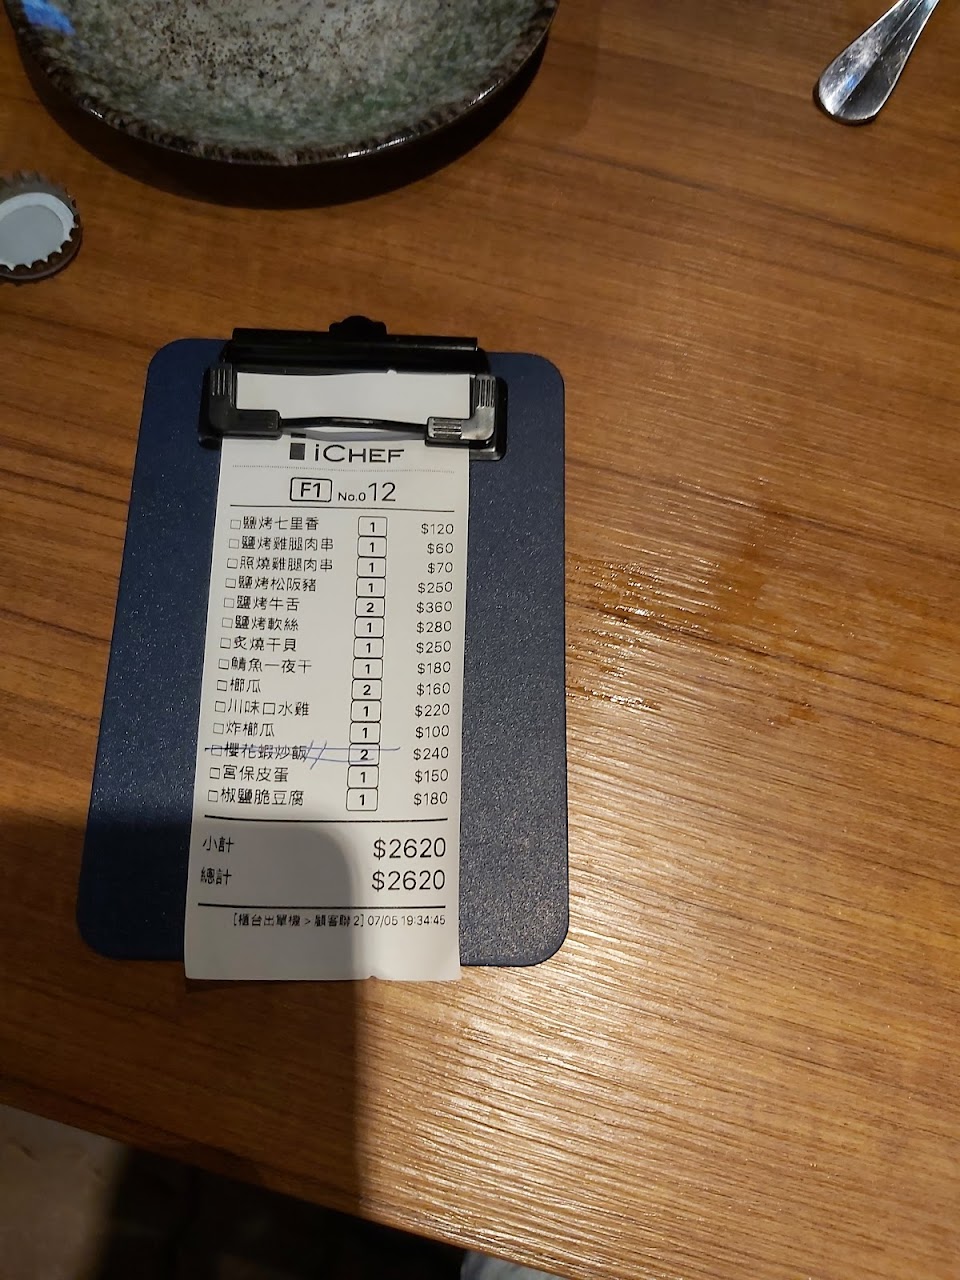 iCHEF
F1 No.012
□鹽烤七里香 1 $120
□鹽烤雞腿肉串 1 $60
□照燒雞腿肉串 1 $70
□鹽烤松阪豬 1 $250
□鹽烤牛舌 2 $360
□鹽烤軟絲 1 $280
□炙燒干貝 1 $250
□鯖魚一夜干 1 $180
□櫛瓜 2 $160
□川味口水雞 1 $220
□炸櫛瓜 1 $100
□櫻花蝦炒飯 2 $240
□宮保皮蛋 1 $150
□椒鹽脆豆腐 1 $180
小計 $2620
總計 $2620
[櫃台出單機 > 顧客聯 2] 07/05 19:34:45